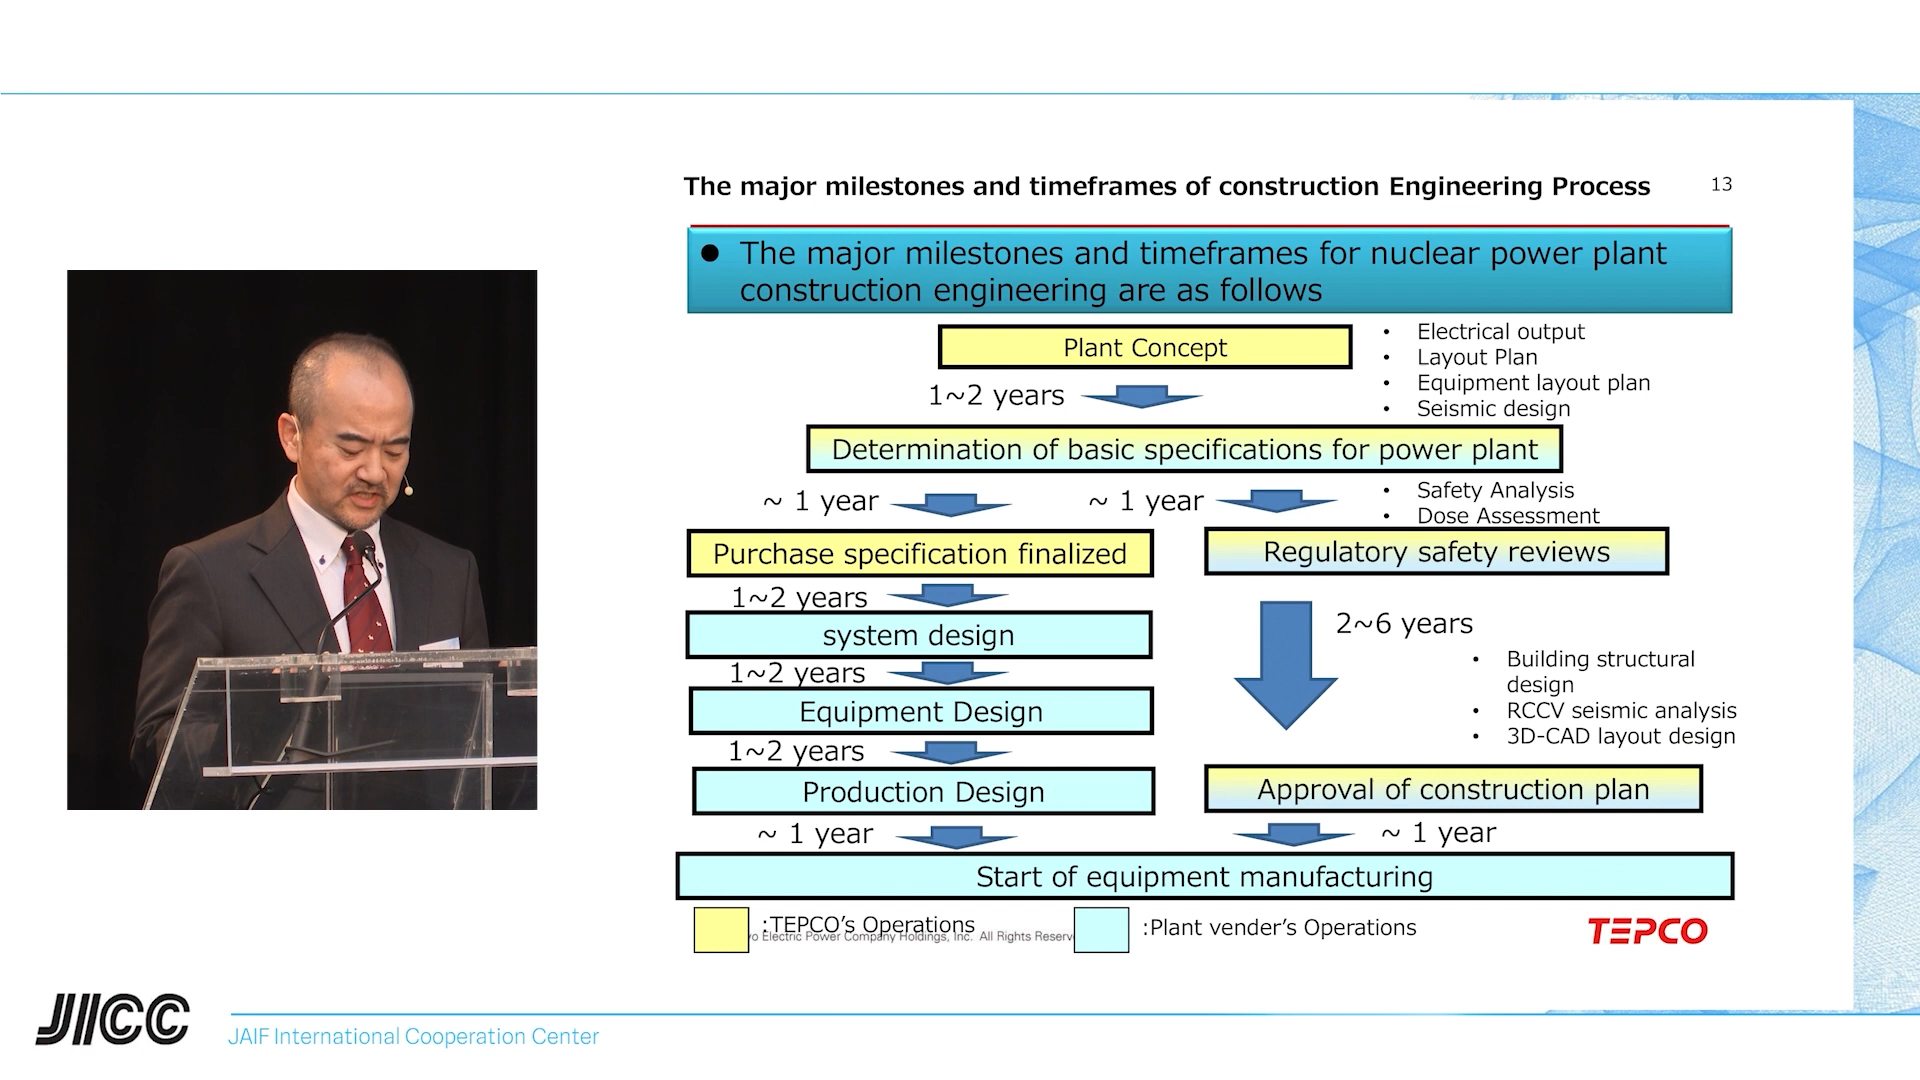 The major milestones and timeframes of construction Engineering Process
13
● The major milestones and timeframes for nuclear power plant
construction engineering are as follows
Plant Concept
• Electrical output
• Layout Plan
• Equipment layout plan
• Seismic design
1~2 years
Determination of basic specifications for power plant
~ 1 year
~ 1 year
• Safety Analysis
• Dose Assessment
Purchase specification finalized
Regulatory safety reviews
1~2 years
system design
1~2 years
Equipment Design
1~2 years
Production Design
~ 1 year
2~6 years
• Building structural
design
• RCCV seismic analysis
• 3D-CAD layout design
Approval of construction plan
~ 1 year
Start of equipment manufacturing
:TEPCO’s Operations
Electric Power Company Holdings, Inc. All Rights
:Plant vender’s Operations
TEPCO
JICC
JAIF International Cooperation Center